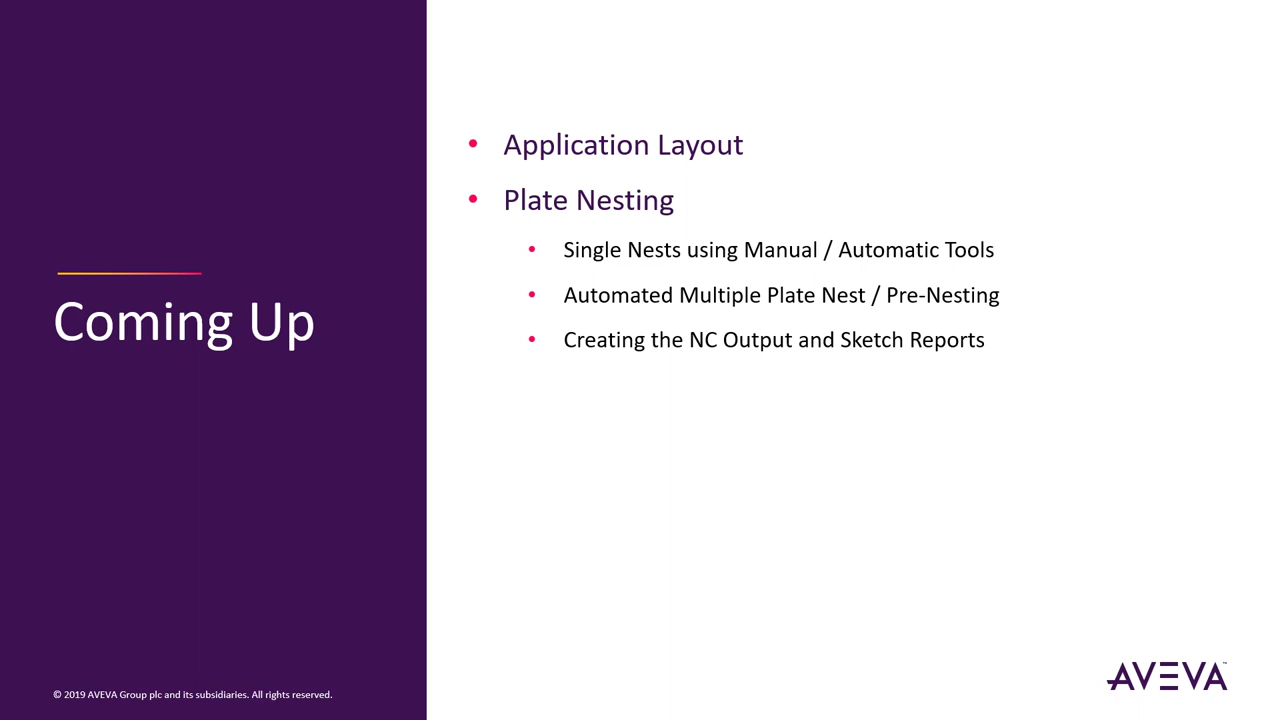 Coming Up
• Application Layout
• Plate Nesting
• Single Nests using Manual / Automatic Tools
• Automated Multiple Plate Nest / Pre-Nesting
• Creating the NC Output and Sketch Reports
© 2019 AVEVA Group plc and its subsidiaries. All rights reserved.
AVEVA™